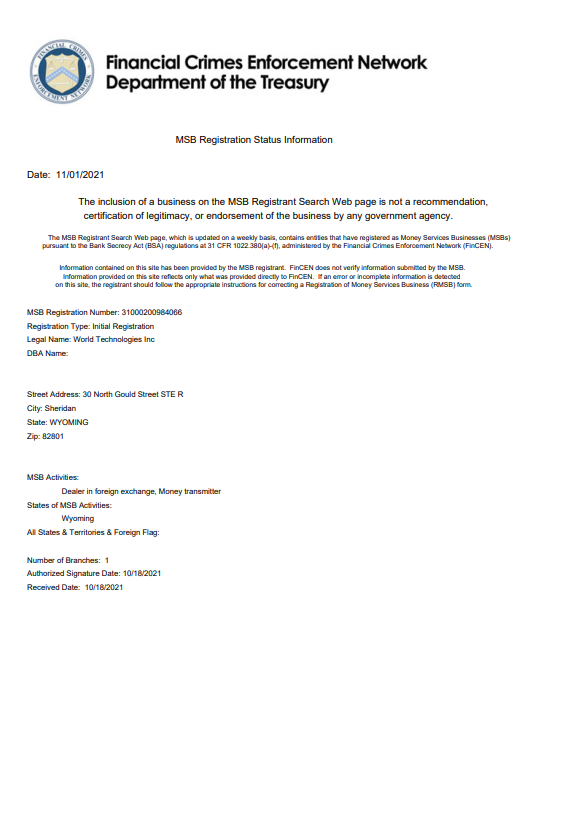 FINANCIAL CRIMES
ENFORCEMENT NETWORK
Financial Crimes Enforcement Network
Department of the Treasury
MSB Registration Status Information
Date: 11/01/2021
The inclusion of a business on the MSB Registrant Search Web page is not a recommendation,
certification of legitimacy, or endorsement of the business by any government agency.
The MSB Registrant Search Web page, which is updated on a weekly basis, contains entities that have registered as Money Services Businesses (MSBs)
pursuant to the Bank Secrecy Act (BSA) regulations at 31 CFR 1022.380(a)-(f), administered by the Financial Crimes Enforcement Network (FinCEN).
Information contained on this site has been provided by the MSB registrant. FinCEN does not verify information submitted by the MSB.
Information provided on this site reflects only what was provided directly to FinCEN. If an error or incomplete information is detected
on this site, the registrant should follow the appropriate instructions for correcting a Registration of Money Services Business (RMSB) form.
MSB Registration Number: 31000200984066
Registration Type: Initial Registration
Legal Name: World Technologies Inc
DBA Name:
Street Address: 30 North Gould Street STE R
City: Sheridan
State: WYOMING
Zip: 82801
MSB Activities:
Dealer in foreign exchange, Money transmitter
States of MSB Activities:
Wyoming
All States & Territories & Foreign Flag:
Number of Branches: 1
Authorized Signature Date: 10/18/2021
Received Date: 10/18/2021